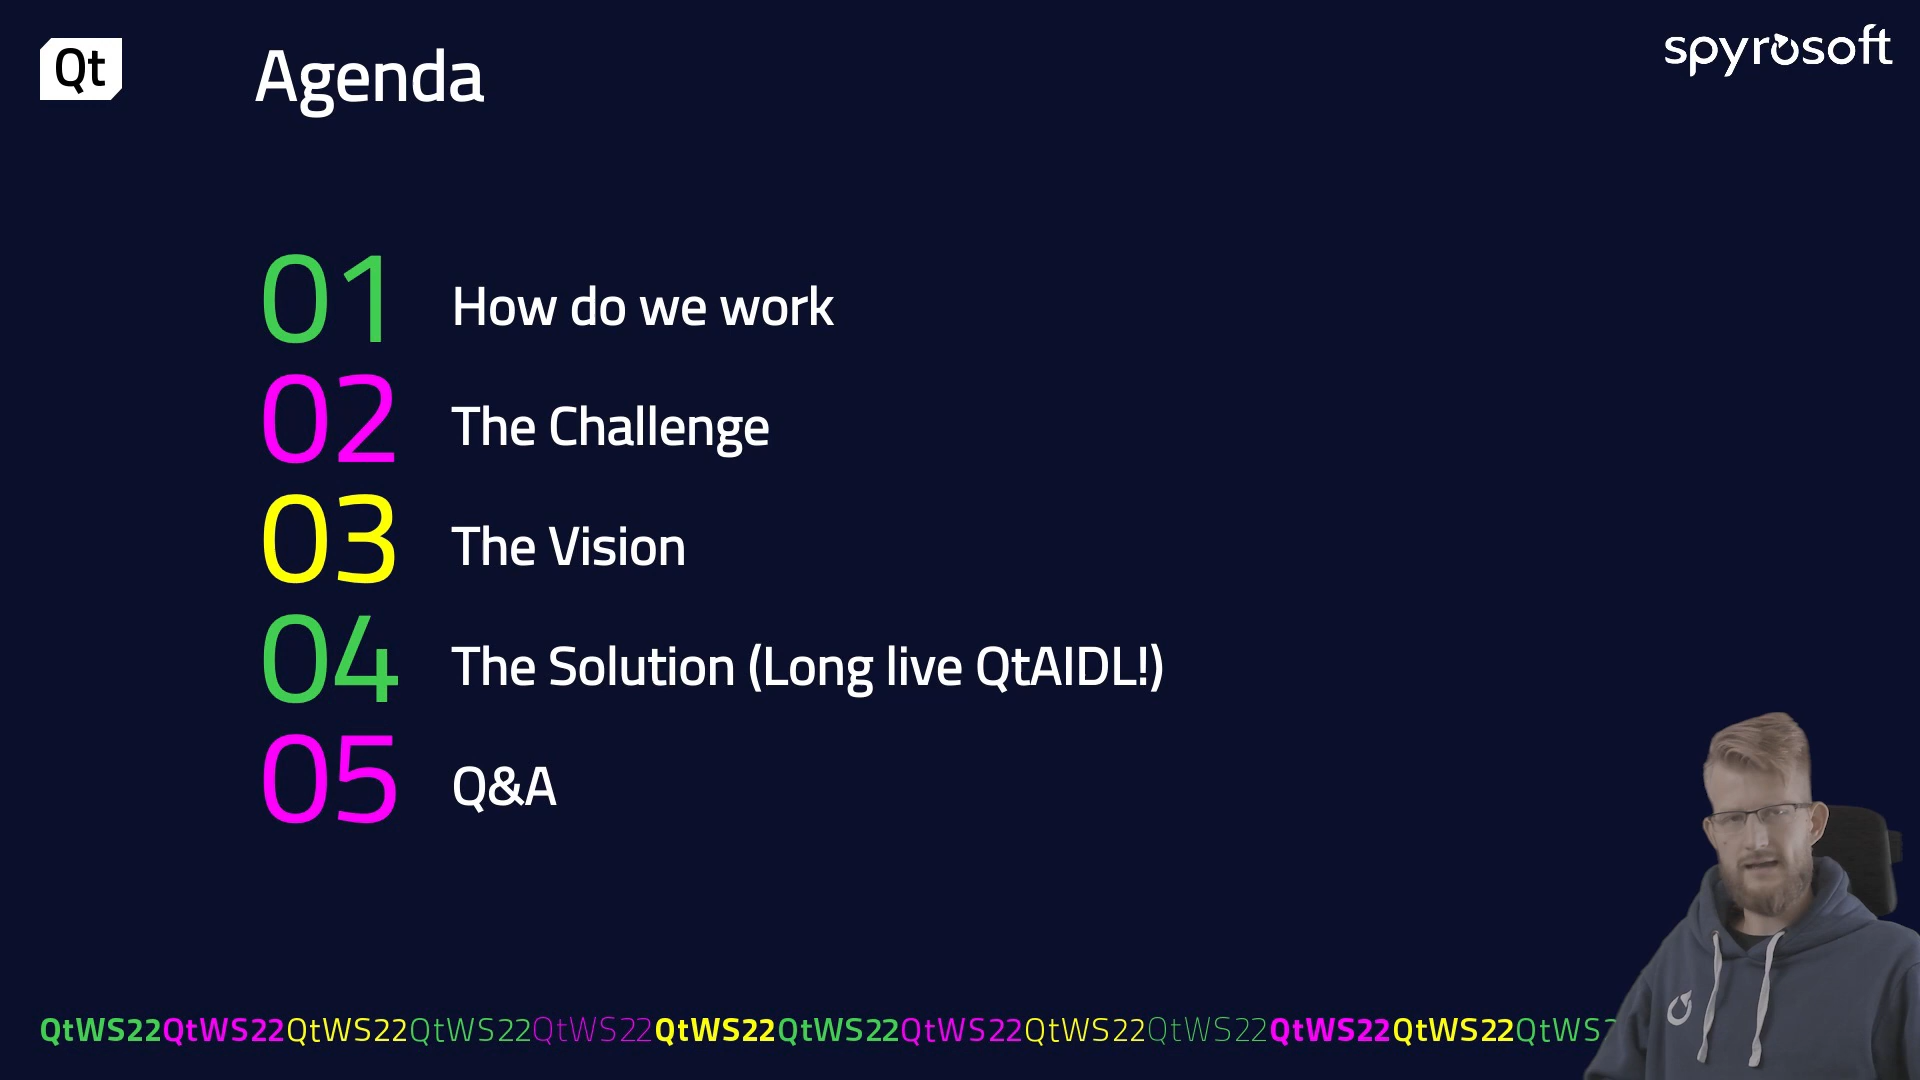 Qt
Agenda
spyrosoft
01 How do we work
02 The Challenge
03 The Vision
04 The Solution (Long live QtAIDL!)
05 Q&A
QtWS22QtWS22QtWS22QtWS22QtWS22QtWS22QtWS22QtWS22QtWS22QtWS22QtWS22QtWS22QtWS2